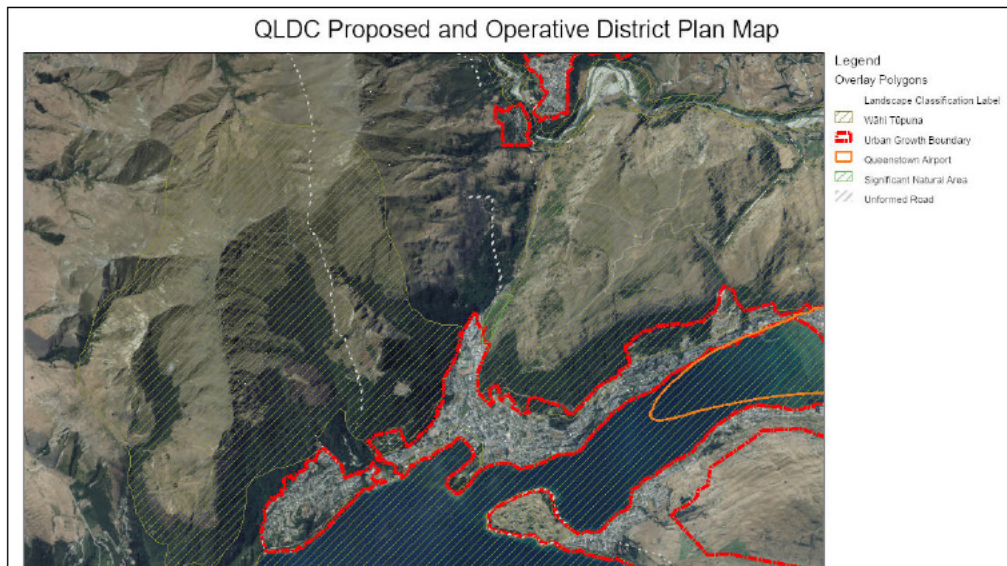 QLDC Proposed and Operative District Plan Map
Legend
Overlay Polygons
Landscape Classification Label
Wāhi Tūpuna
Urban Growth Boundary
Queenstown Airport
Significant Natural Area
Unformed Road